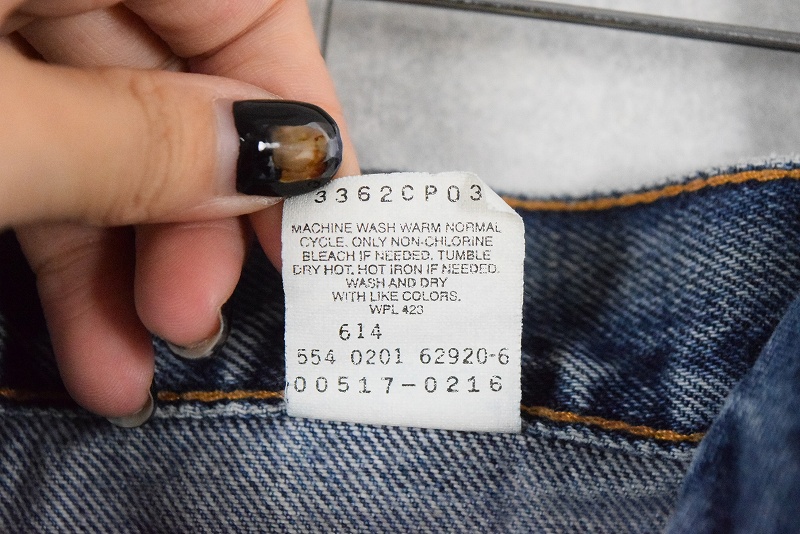 3362CP03
MACHINE WASH WARM NORMAL
CYCLE. ONLY NON-CHLORINE
BLEACH IF NEEDED. TUMBLE
DRY HOT. HOT IRON IF NEEDED.
WASH AND DRY
WITH LIKE COLORS.
WPL 423
614
554 0201 62920-6
00517-0216